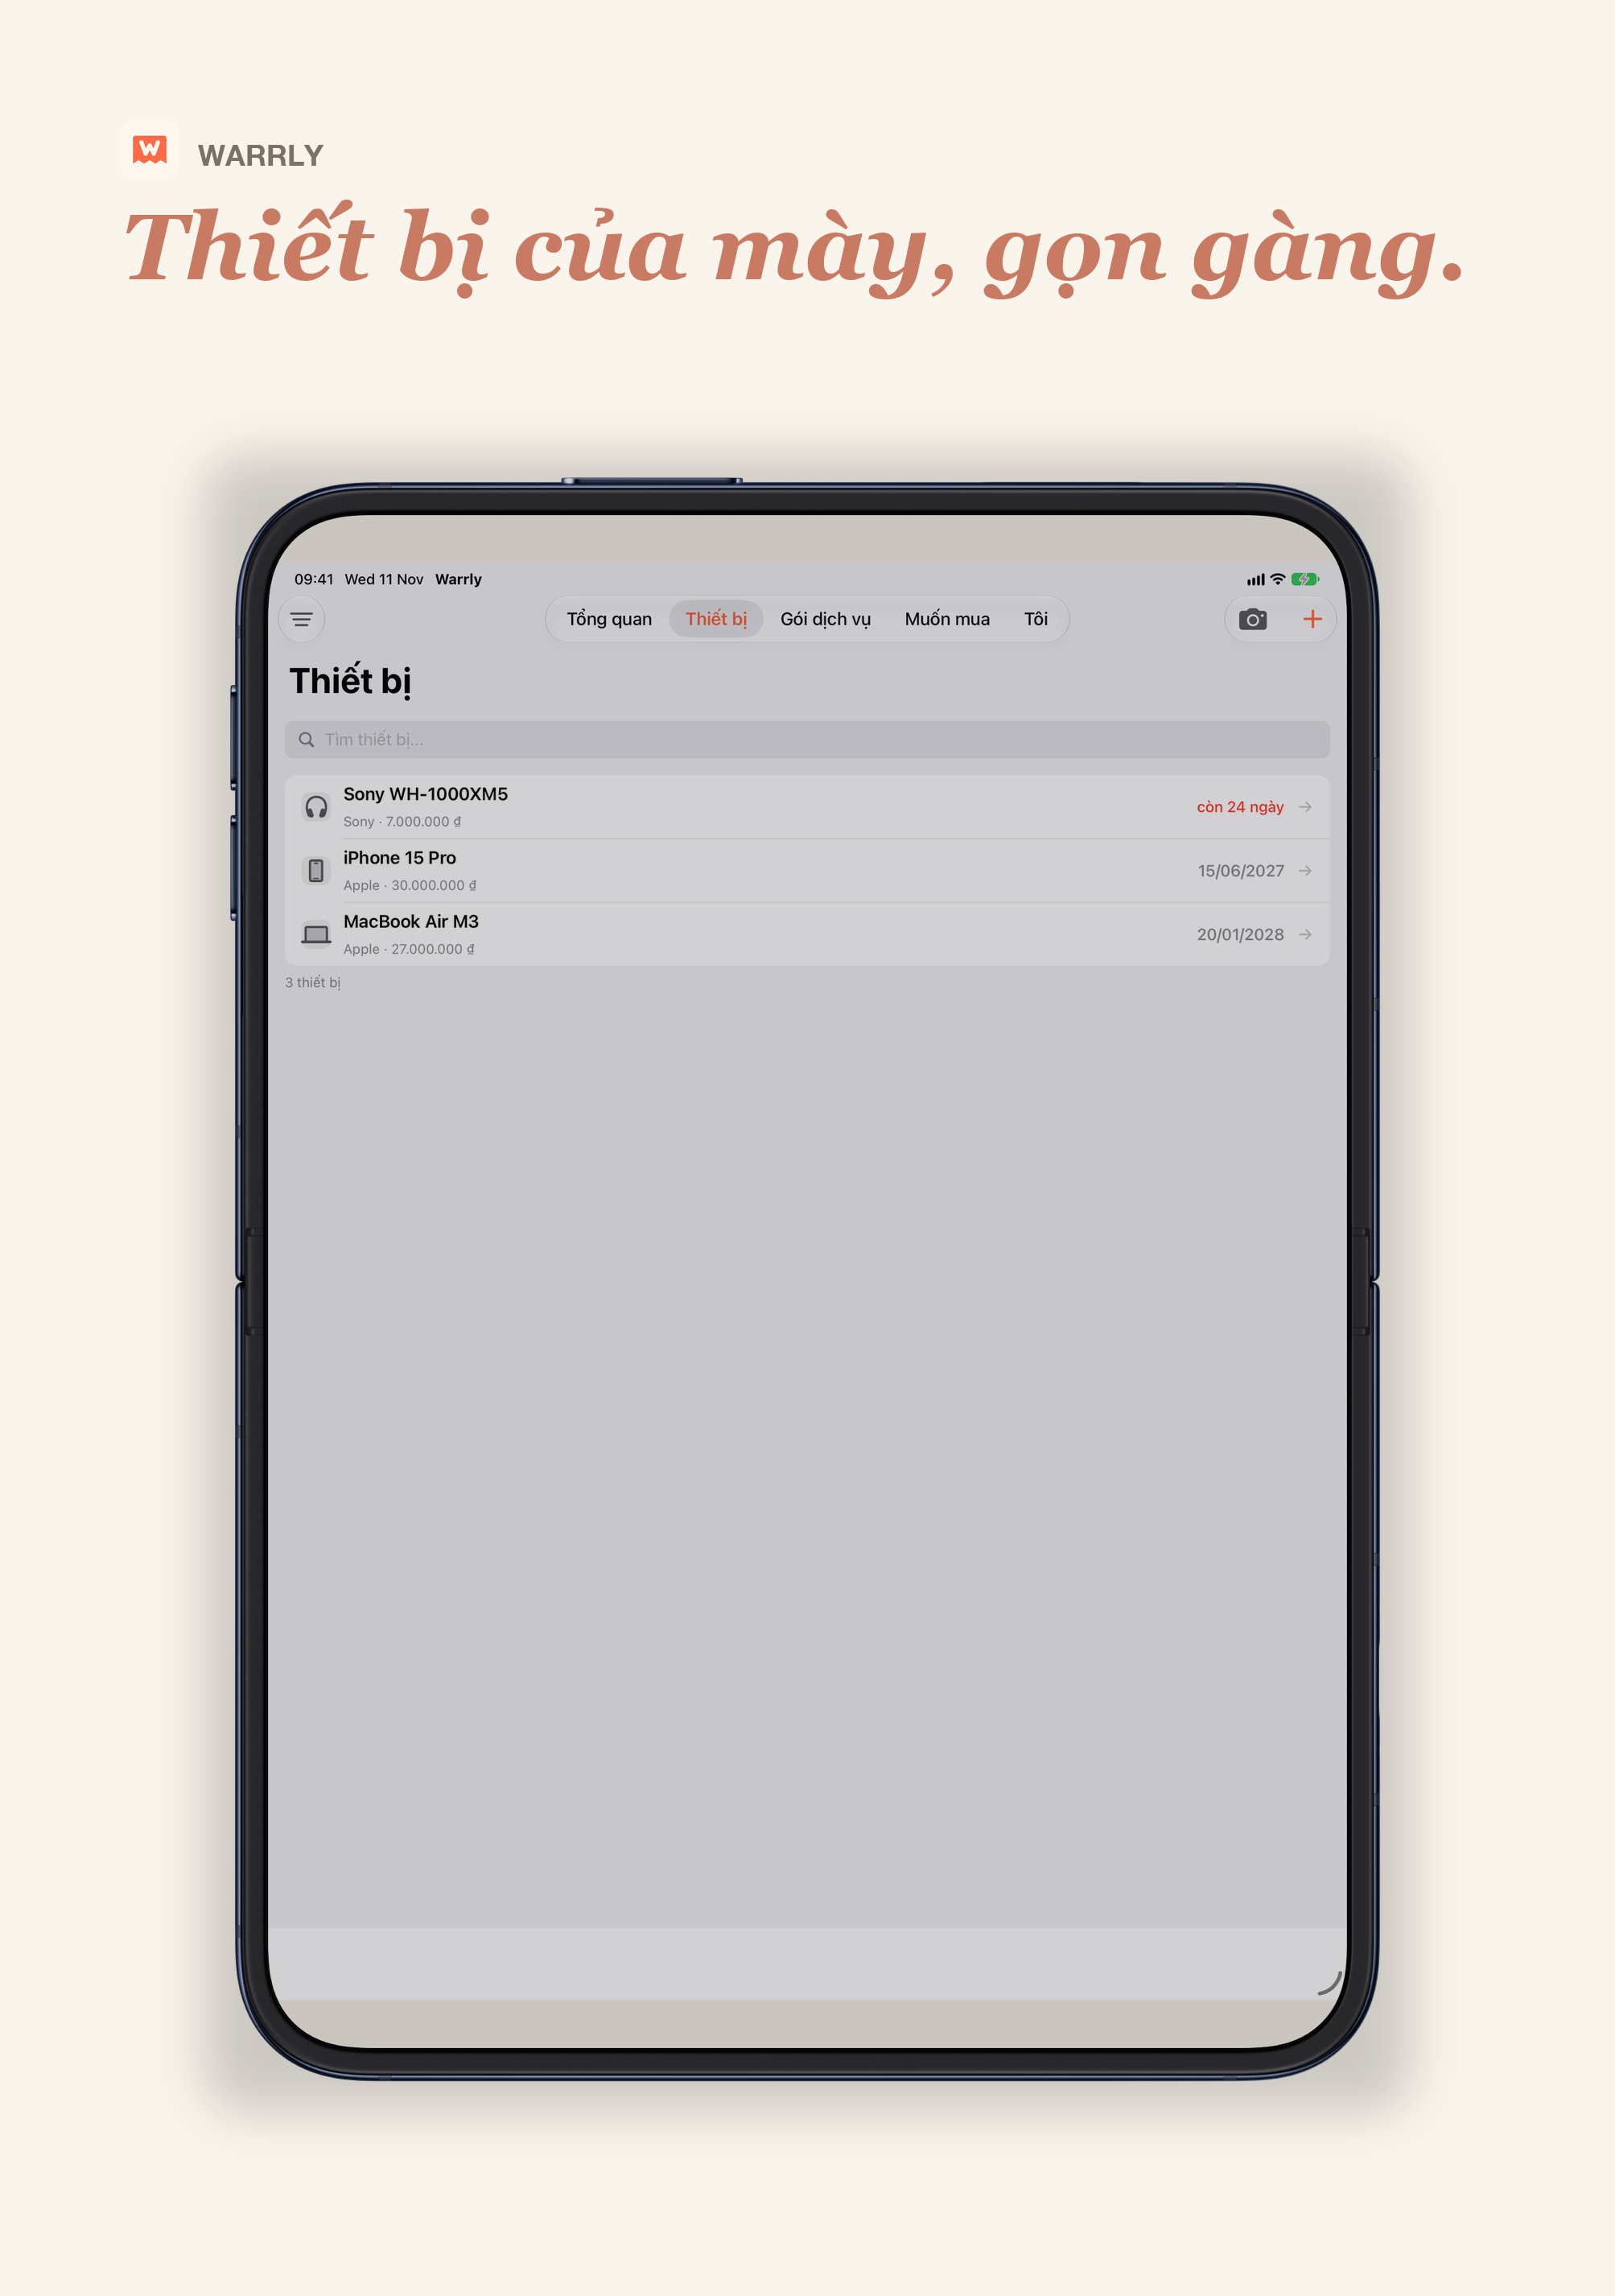 WARRLY
Thiết bị của mày, gọn gàng.
09:41 Wed 11 Nov Warrly
Tổng quan Thiết bị Gói dịch vụ Muốn mua Tôi
Thiết bị
Tìm thiết bị...
Sony WH-1000XM5
Sony · 7.000.000 ₫
còn 24 ngày
iPhone 15 Pro
Apple · 30.000.000 ₫
15/06/2027
MacBook Air M3
Apple · 27.000.000 ₫
20/01/2028
3 thiết bị